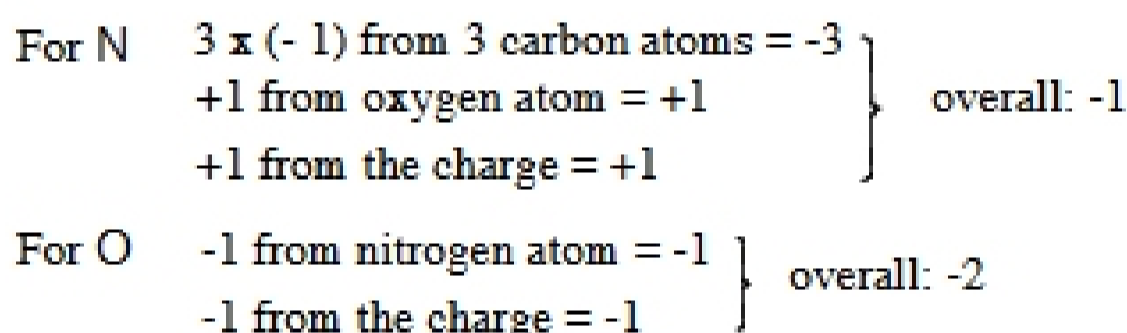 For N 3 x (- 1) from 3 carbon atoms = -3
+1 from oxygen atom = +1 overall: -1
+1 from the charge = +1
For O -1 from nitrogen atom = -1
overall: -2
-1 from the charge = -1